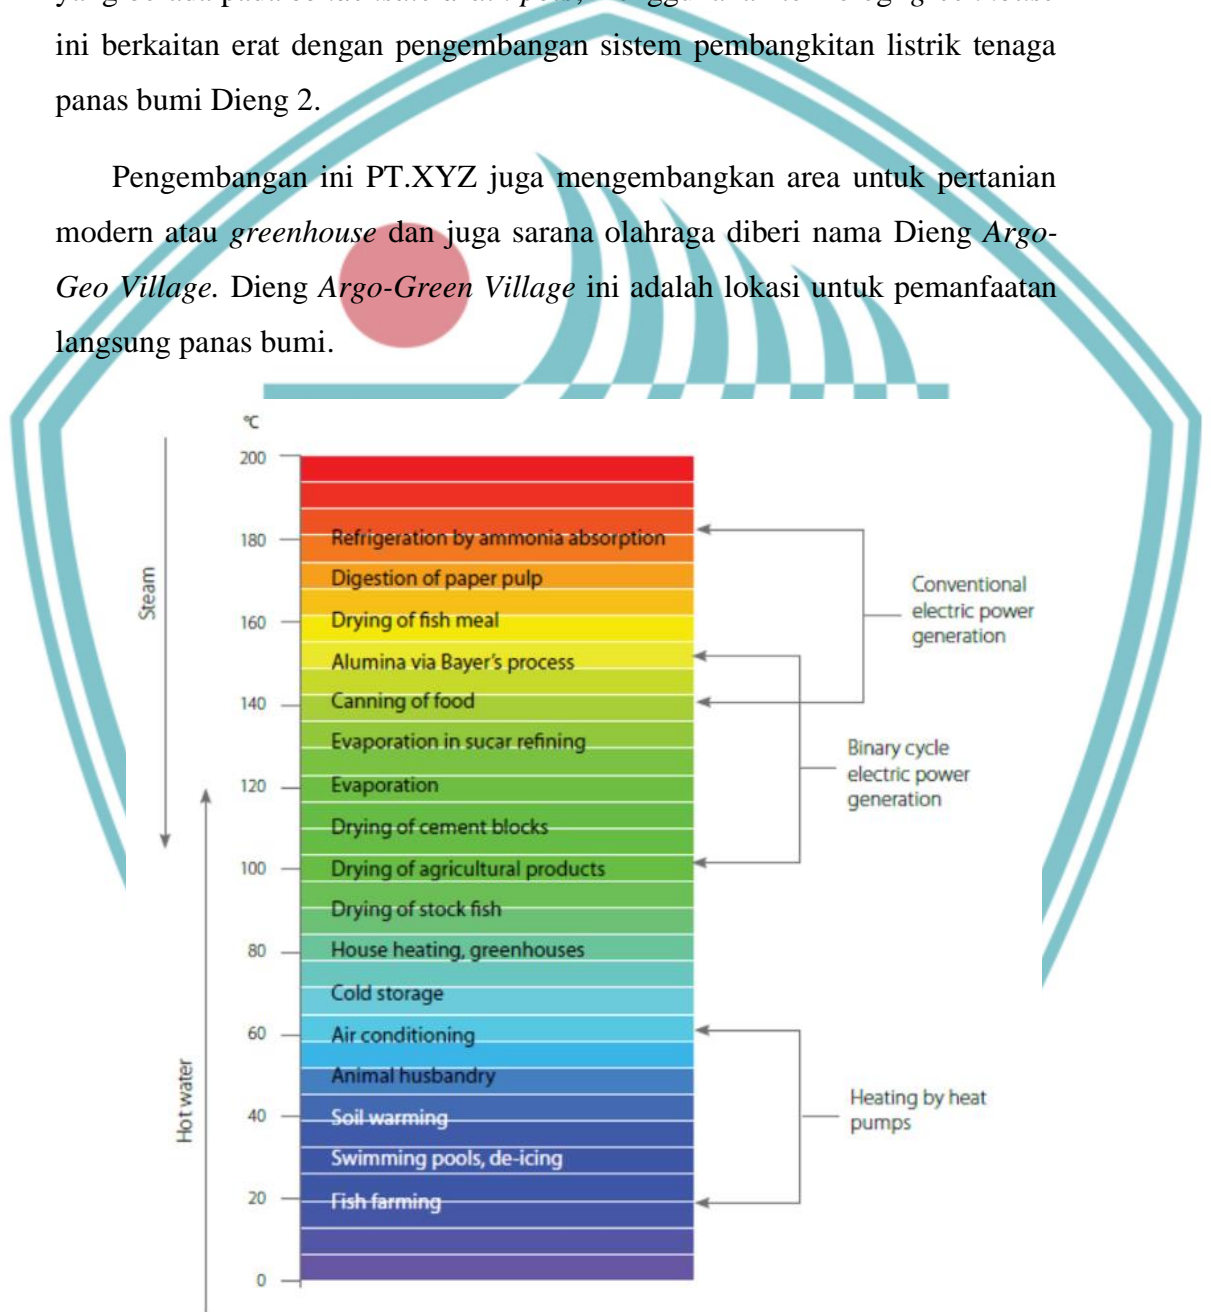 yang berada pada pots, menggunakan
ini berkaitan erat dengan pengembangan sistem pembangkitan listrik tenaga
panas bumi Dieng 2.
Pengembangan ini PT.XYZ juga mengembangkan area untuk pertanian
modern atau greenhouse dan juga sarana olahraga diberi nama Dieng Argo-
Geo Village. Dieng Argo-Green Village ini adalah lokasi untuk pemanfaatan
langsung panas bumi.
°C
200
180
160
140
120
100
80
60
40
20
0
Steam
Hot water
Refrigeration by ammonia absorption
Digestion of paper pulp
Drying of fish meal
Alumina via Bayer's process
Canning of food
Evaporation in sucar refining
Evaporation
Drying of cement blocks
Drying of agricultural products
Drying of stock fish
House heating, greenhouses
Cold storage
Air conditioning
Animal husbandry
Soil warming
Swimming pools, de-icing
Fish farming
Conventional
electric power
generation
Binary cycle
electric power
generation
Heating by heat
pumps